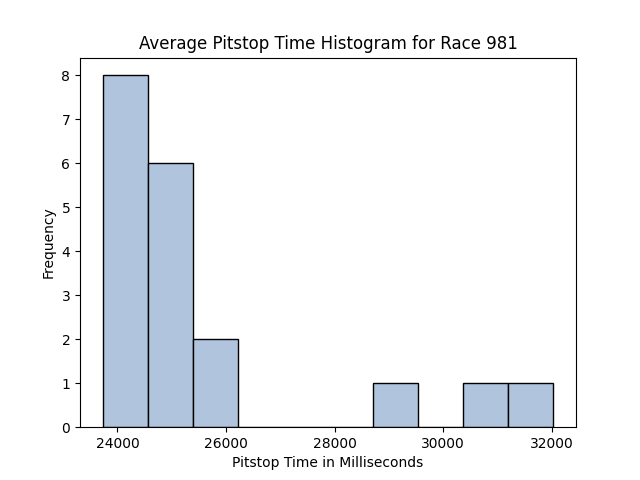 Average Pitstop Time Histogram for Race 981
8
7
6
5
4
3
2
1
0
Frequency
24000 26000 28000 30000 32000
Pitstop Time in Milliseconds